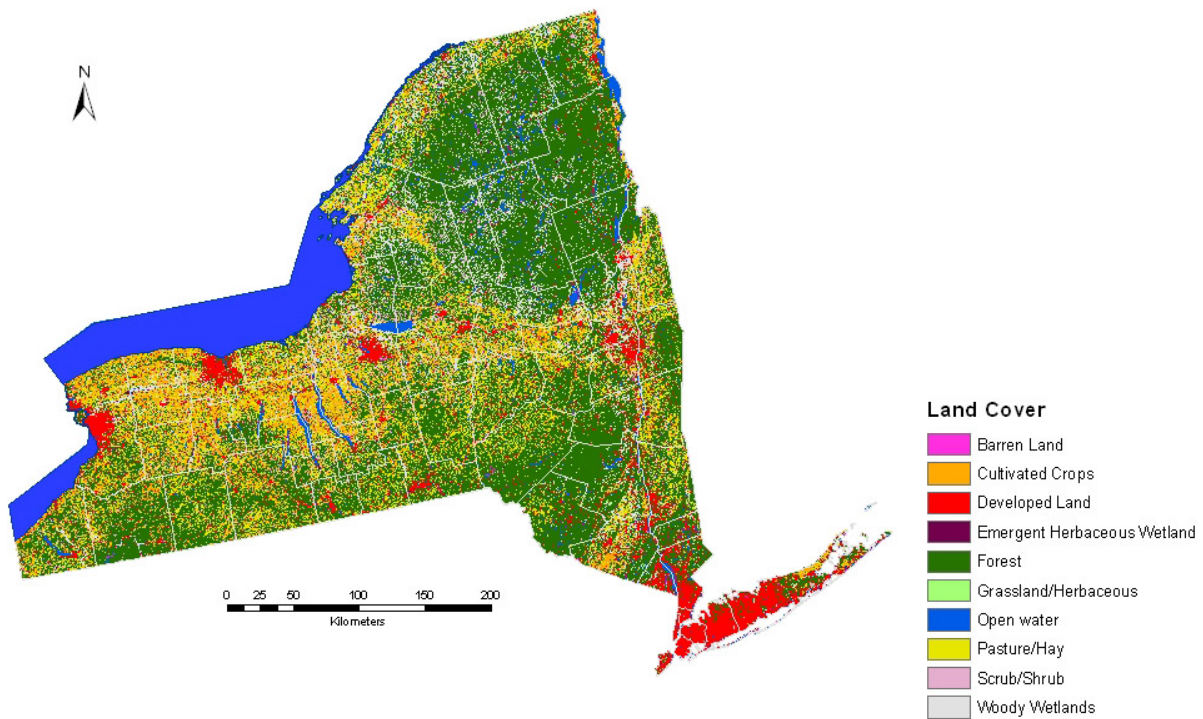 N
0 25 50 100 150 200
Kilometers
Land Cover
Barren Land
Cultivated Crops
Developed Land
Emergent Herbaceous Wetland
Forest
Grassland/Herbaceous
Open water
Pasture/Hay
Scrub/Shrub
Woody Wetlands